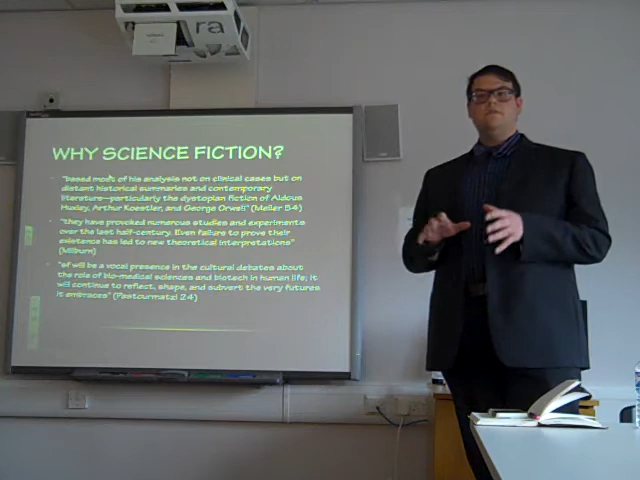 ra
WHY SCIENCE FICTION?
"based most of his analysis not on clinical cases but on
distant historical summaries and contemporary
literature—particularly the dystopian fiction of Aldous
Huxley, Arthur Koestler, and George Orwell" (Meller 54)
"they have provoked numerous studies and experiments
over the last half-century. Even failure to prove their
existence has led to new theoretical interpretations"
(Milburn)
"sf will be a vocal presence in the cultural debates about
the role of bio-medical sciences and biotech in human life; it
will continue to reflect, shape, and subvert the very futures
it embraces" (Pastourmatzi 24)